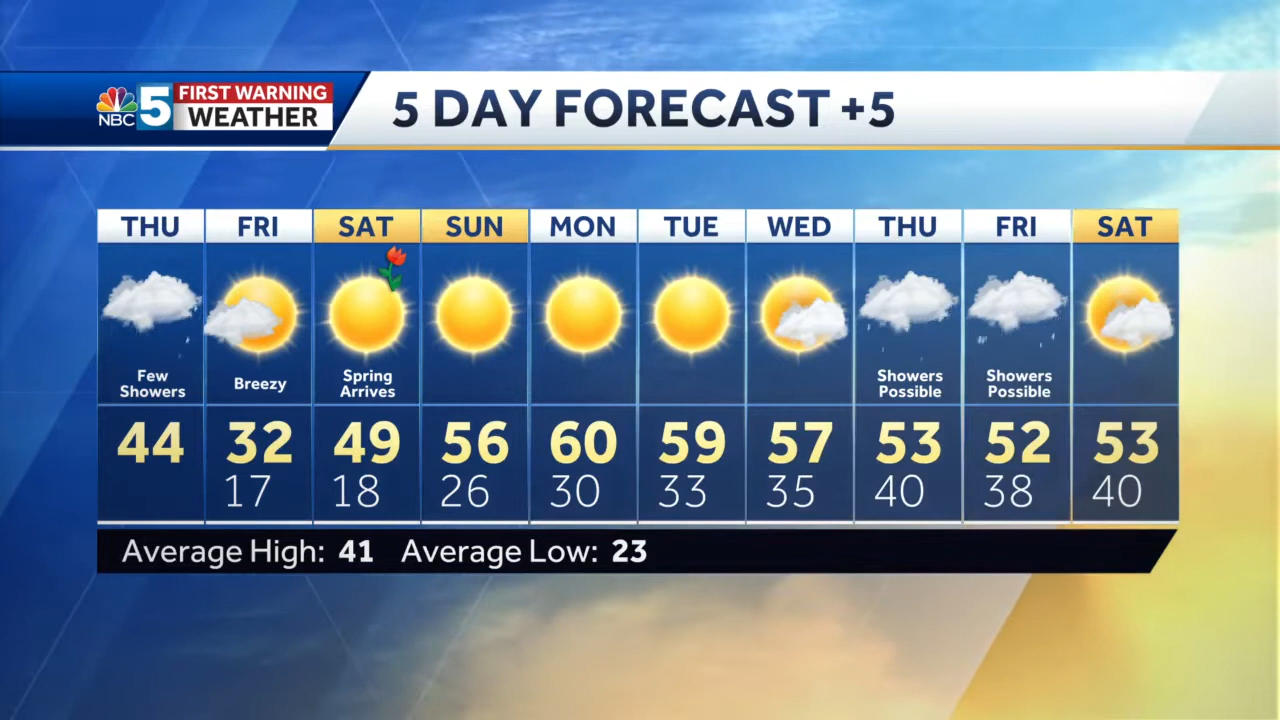 NBC 5 FIRST WARNING
WEATHER
5 DAY FORECAST +5
THU FRI SAT SUN MON TUE WED THU FRI SAT
Few Showers
Breezy
Spring Arrives
Showers Possible
Showers Possible
44 32 49 56 60 59 57 53 52 53
17 18 26 30 33 35 40 38 40
Average High: 41 Average Low: 23